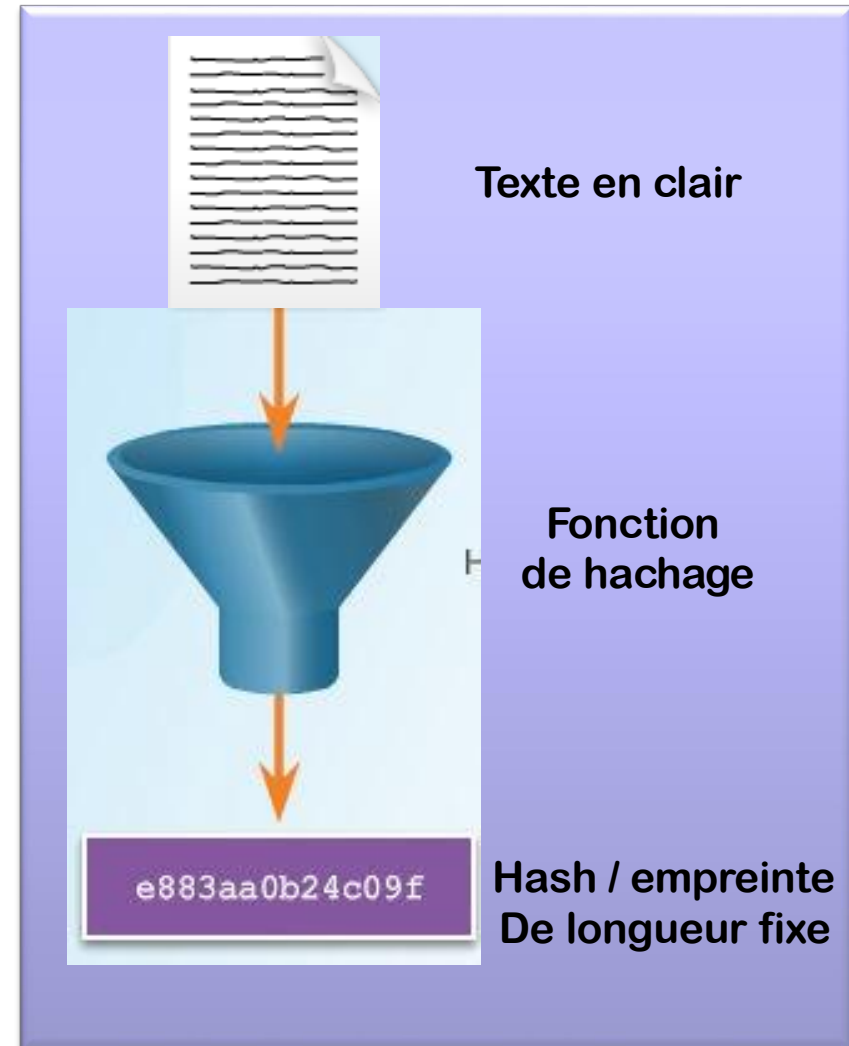 Texte en clair
Fonction
de hachage
H
e883aa0b24c09f
Hash / empreinte
De longueur fixe